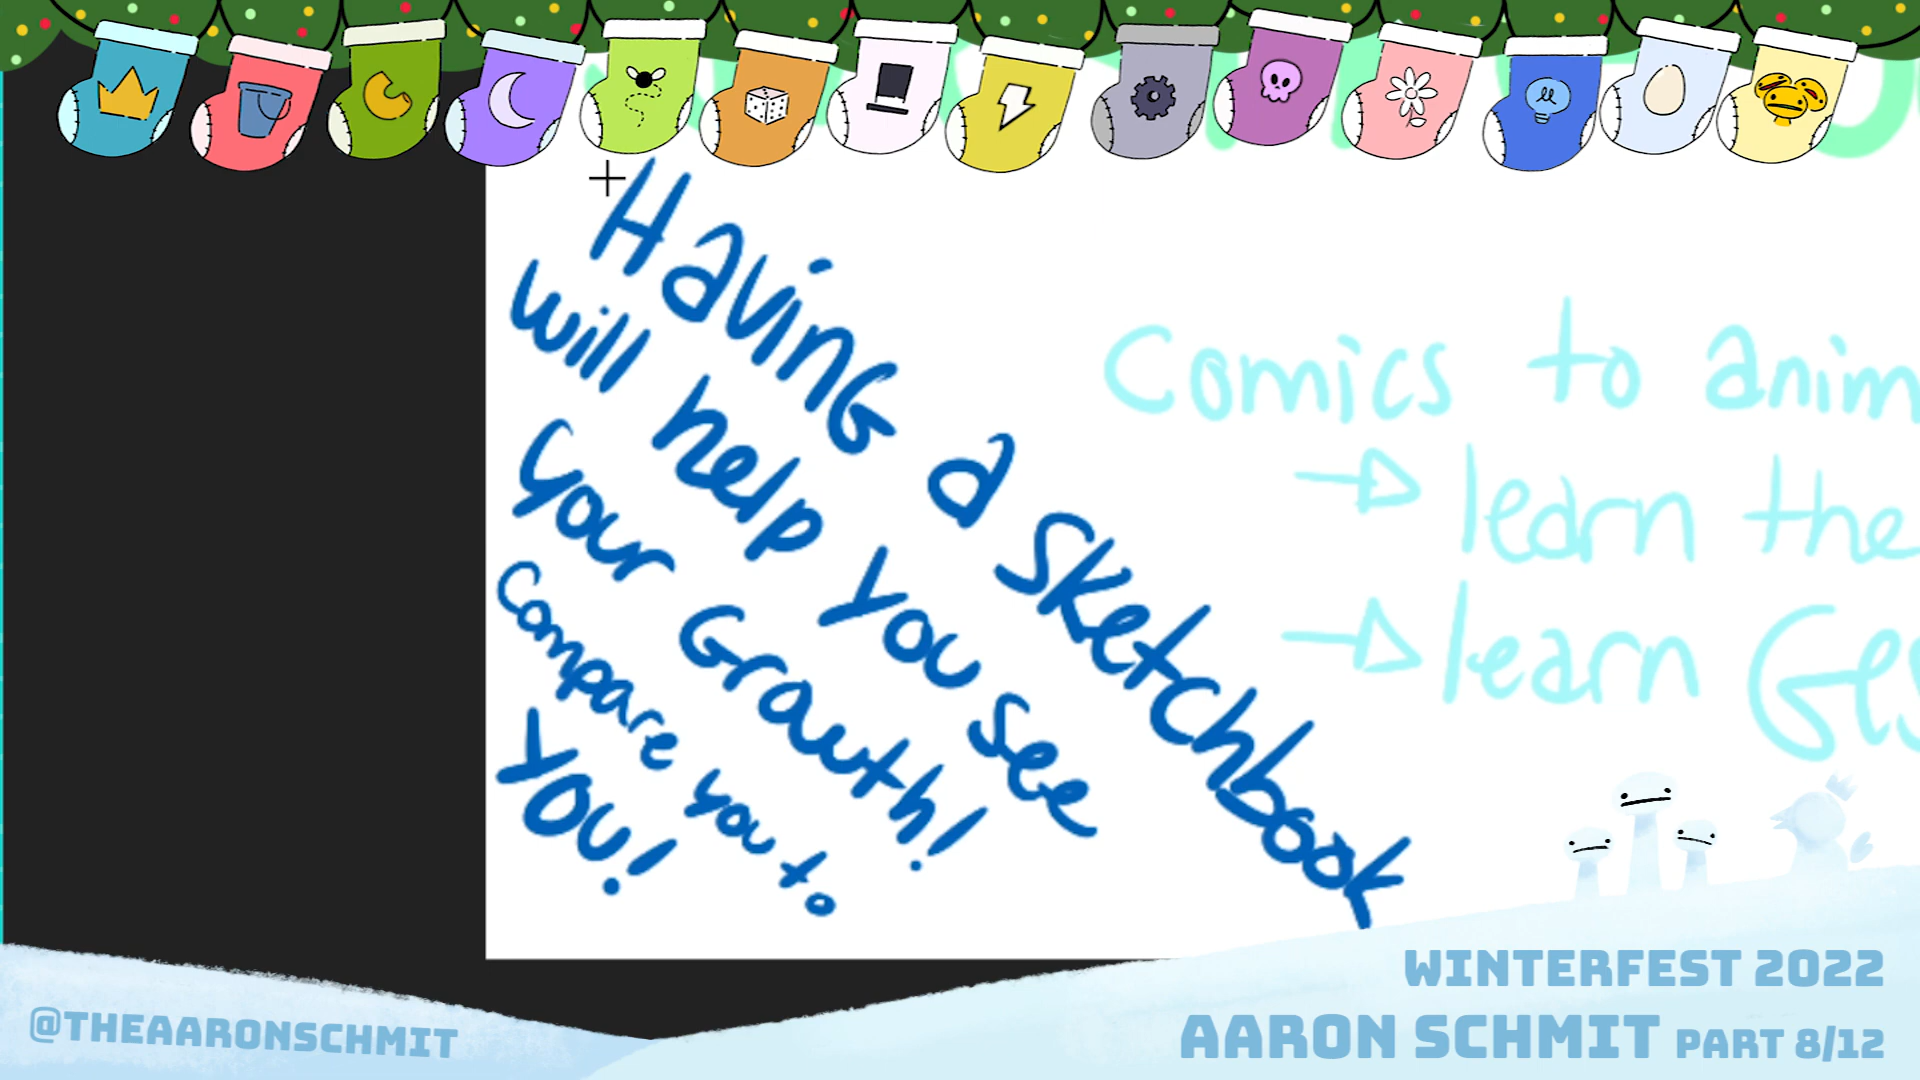 Having a Sketchbook
will help you see
your Growth!
Compare you to
YOU!
Comics to anim
→ learn the
→ learn Ges
WINTERFEST 2022
AARON SCHMIT PART 8/12
@THEAARONSCHMIT